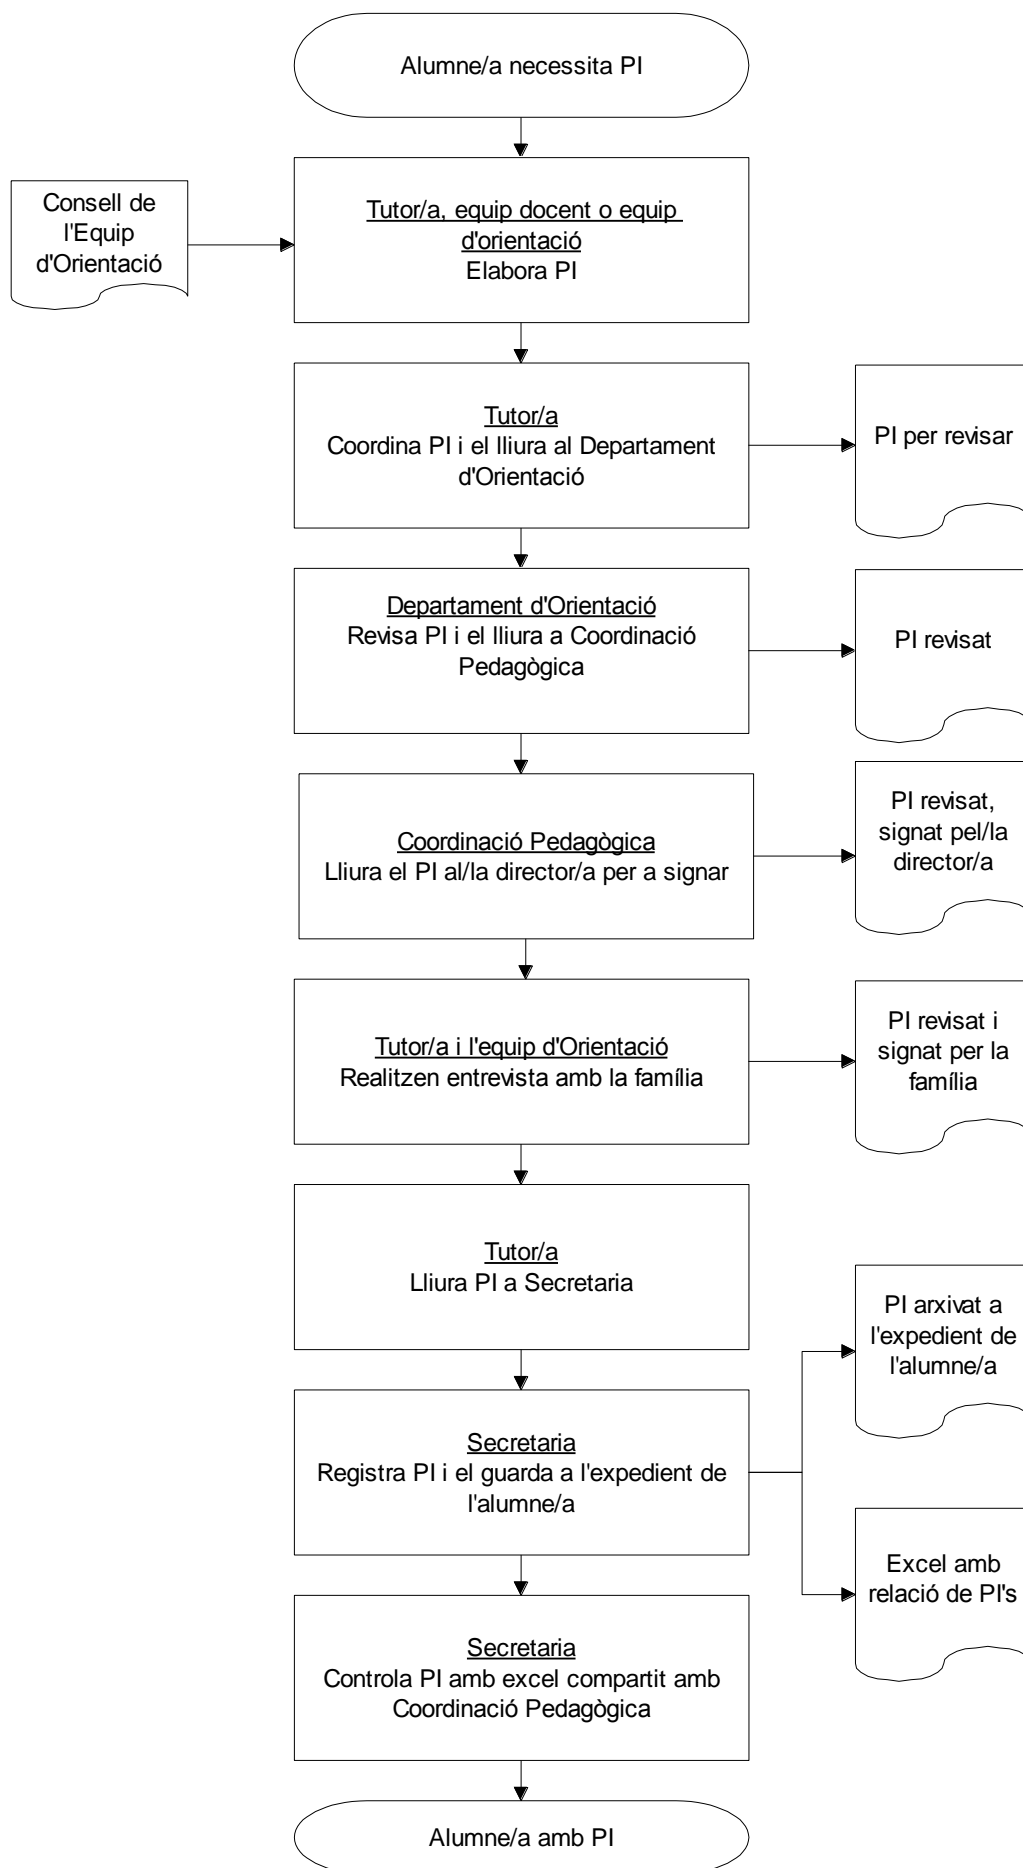 Alumne/a necessita PI
Consell de
l'Equip
d'Orientació
Tutor/a, equip docent o equip
d'orientació
Elabora PI
Tutor/a
Coordina PI i el lliura al Departament
d'Orientació
PI per revisar
Departament d'Orientació
Revisa PI i el lliura a Coordinació
Pedagògica
PI revisat
Coordinació Pedagògica
Lliura el PI al/la director/a per a signar
PI revisat,
signat pel/la
director/a
Tutor/a i l'equip d'Orientació
Realitzen entrevista amb la família
PI revisat i
signat per la
família
Tutor/a
Lliura PI a Secretaria
Secretaria
Registra PI i el guarda a l'expedient de
l'alumne/a
PI arxivat a
l'expedient de
l'alumne/a
Excel amb
relació de PI's
Secretaria
Controla PI amb excel compartit amb
Coordinació Pedagògica
Alumne/a amb PI